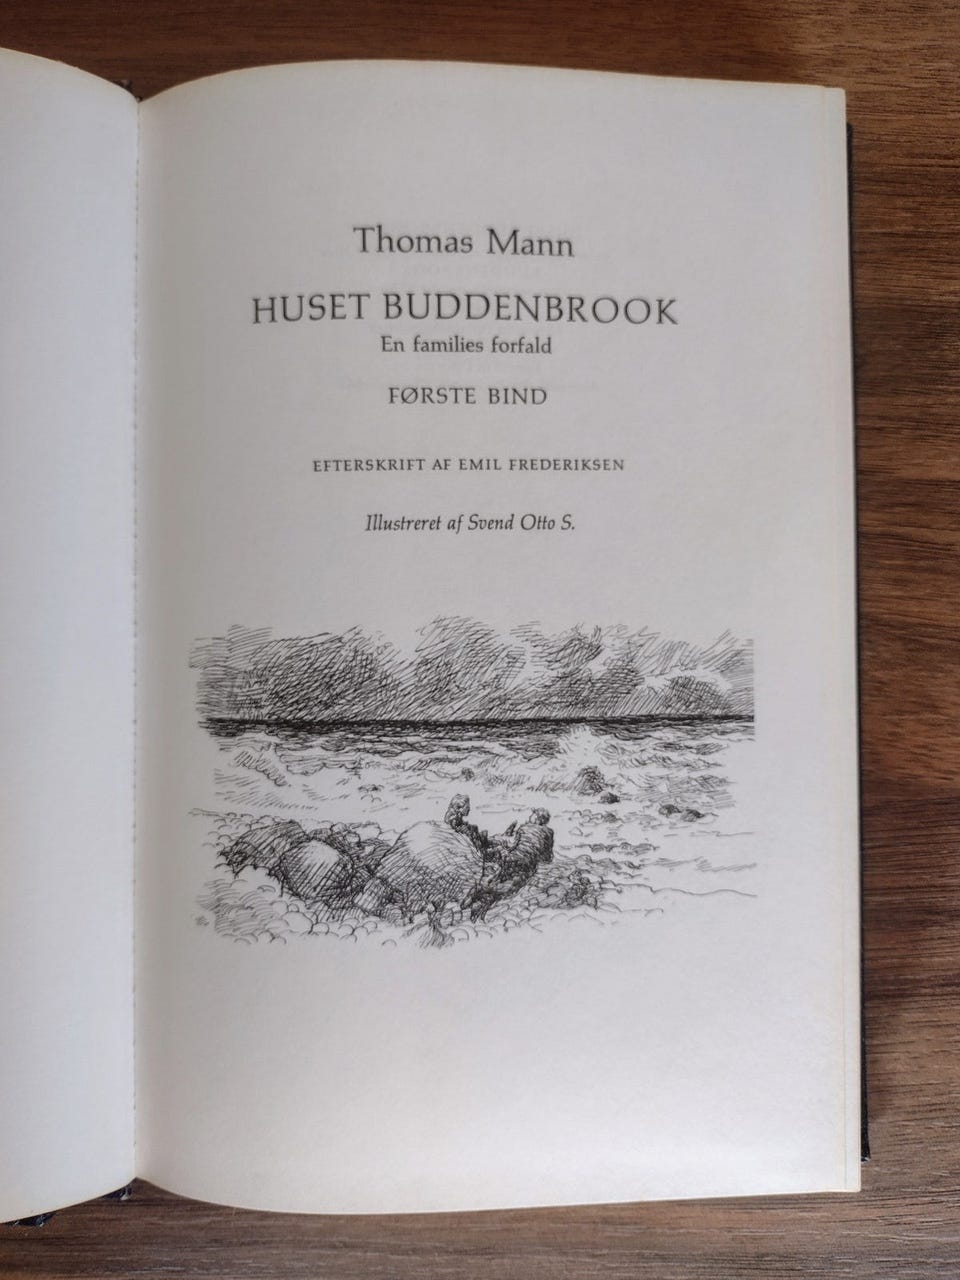 Thomas Mann
HUSET BUDDENBROOK
En families forfald
FØRSTE BIND
EFTERSKRIFT AF EMIL FREDERIKSEN
Illustreret af Svend Otto S.